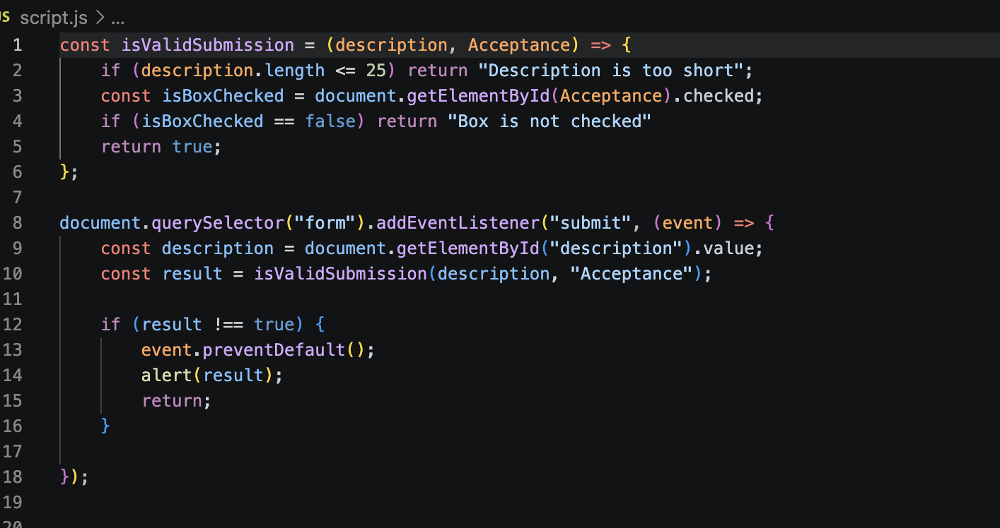 JS script.js > ...
1 const isValidSubmission = (description, Acceptance) => {
2 if (description.length <= 25) return "Description is too short";
3 const isBoxChecked = document.getElementById(Acceptance).checked;
4 if (isBoxChecked == false) return "Box is not checked"
5 return true;
6 };
7
8 document.querySelector("form").addEventListener("submit", (event) => {
9 const description = document.getElementById("description").value;
10 const result = isValidSubmission(description, "Acceptance");
11
12 if (result !== true) {
13 event.preventDefault();
14 alert(result);
15 return;
16 }
17
18 });
19
20